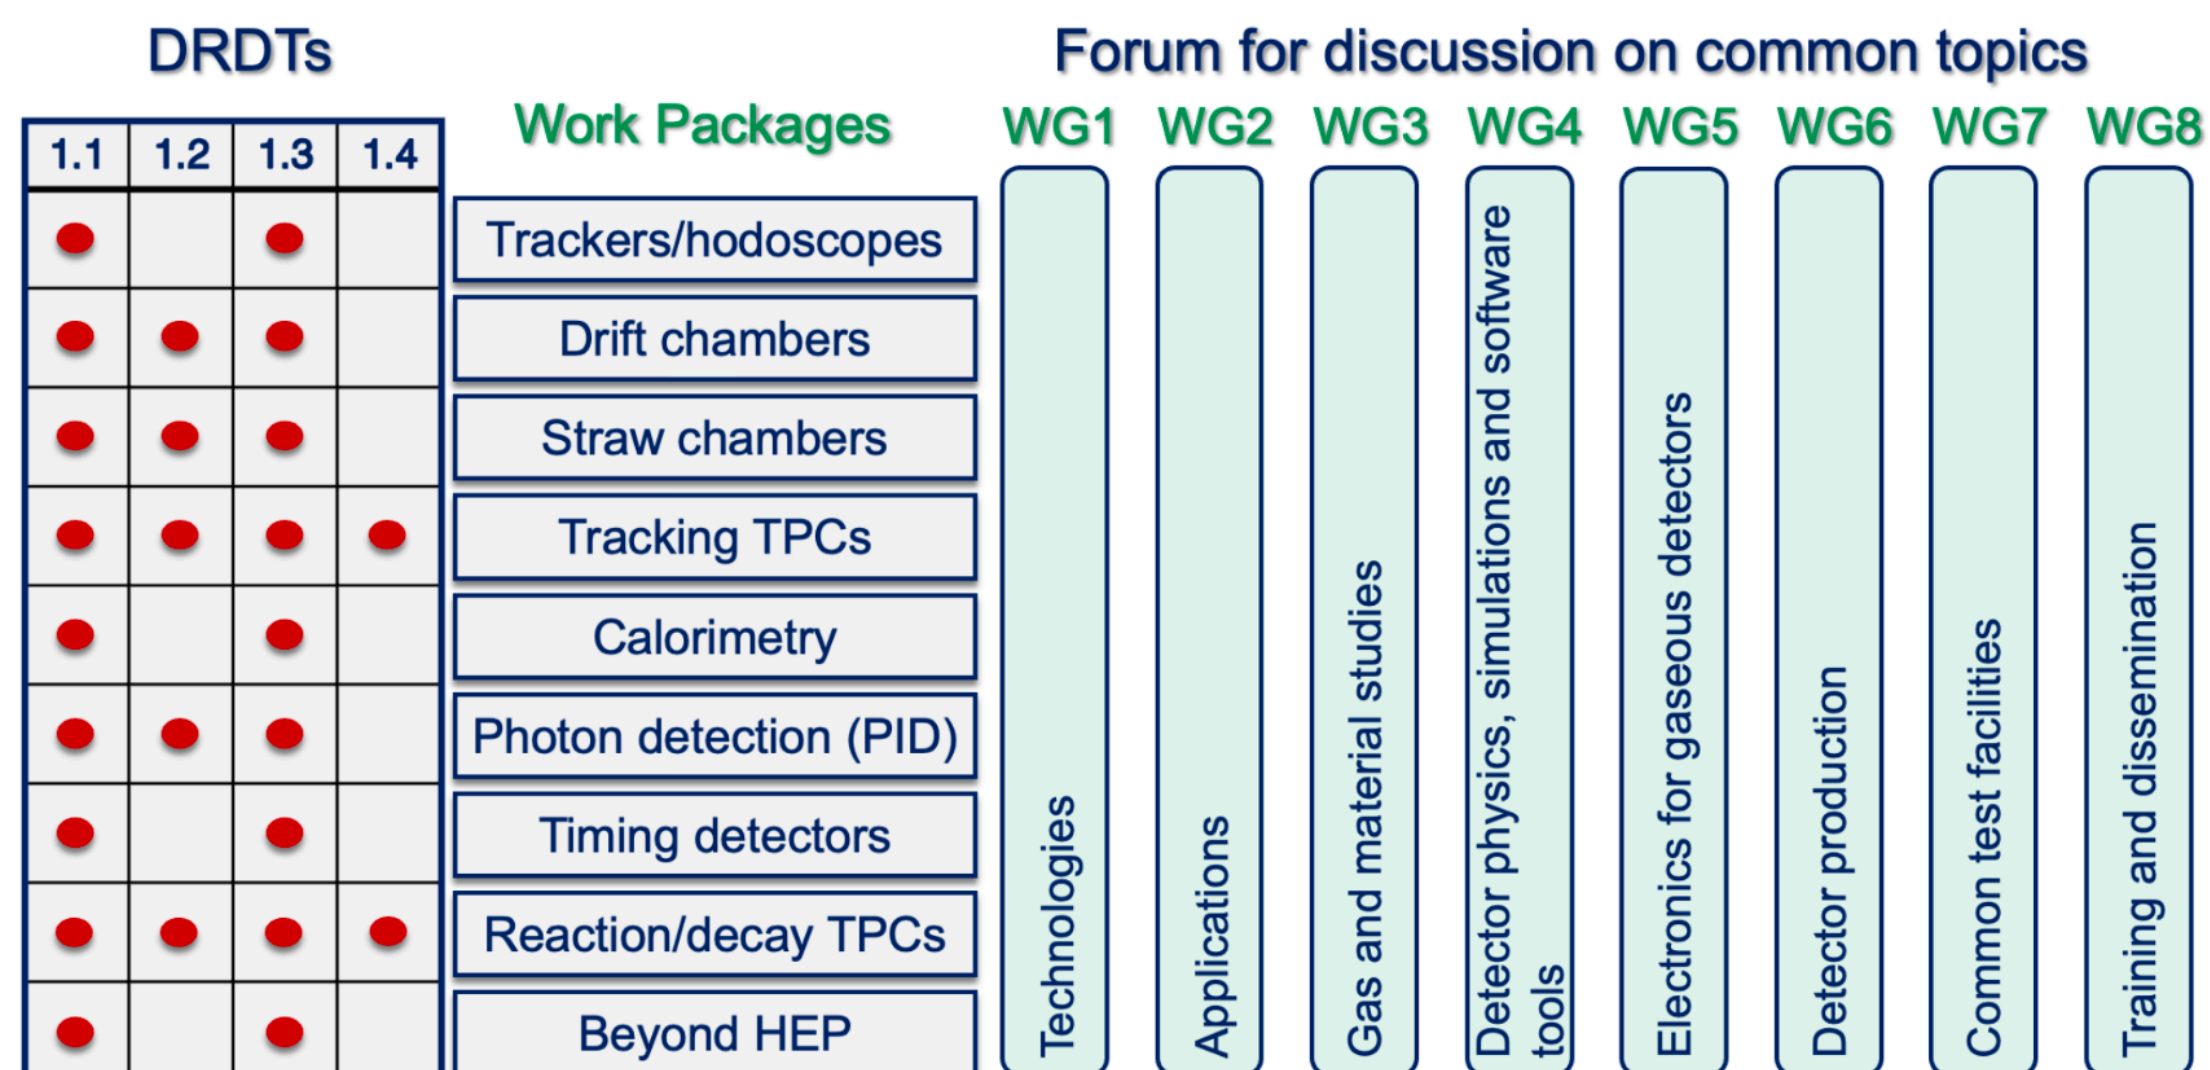 DRDTs
Forum for discussion on common topics
Work Packages
WG1 WG2 WG3 WG4 WG5 WG6 WG7 WG8
1.1 1.2 1.3 1.4
Trackers/hodoscopes
Drift chambers
Straw chambers
Tracking TPCs
Calorimetry
Photon detection (PID)
Timing detectors
Reaction/decay TPCs
Beyond HEP
Technologies
Applications
Gas and material studies
Detector physics, simulations and software
tools
Electronics for gaseous detectors
Detector production
Common test facilities
Training and dissemination